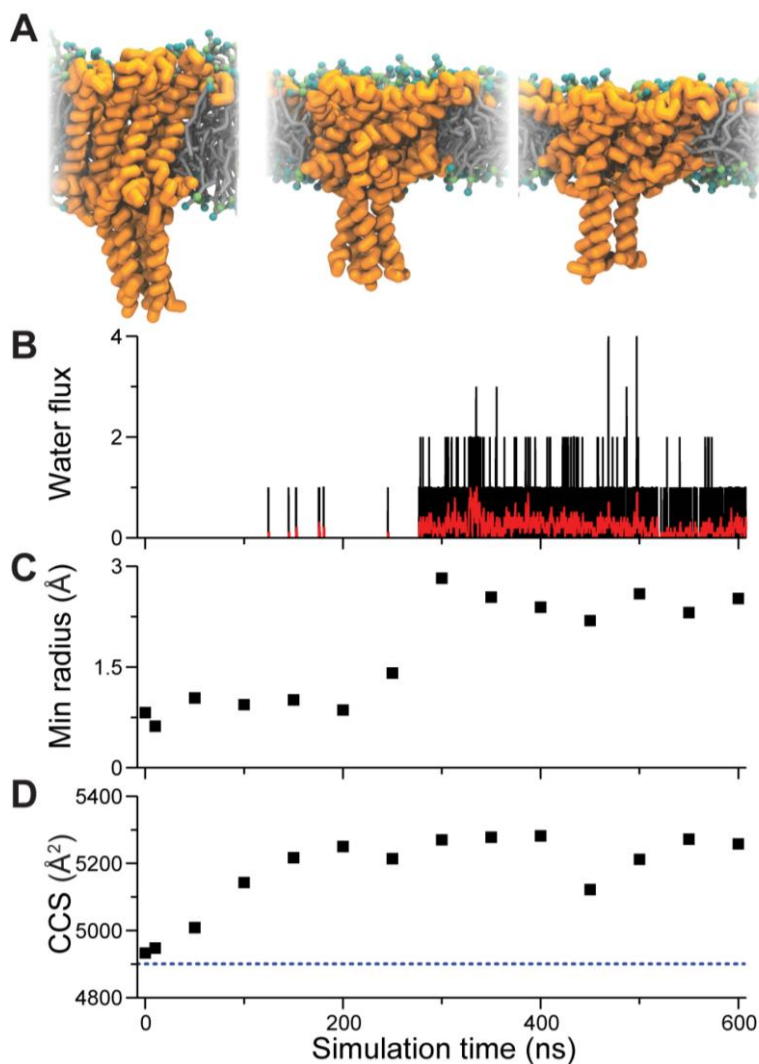 A
B
Water flux
4
2
0
C
Min radius (Å)
3
1.5
0
D
CCS (Å²)
5400
5200
5000
4800
0 200 400 600
Simulation time (ns)